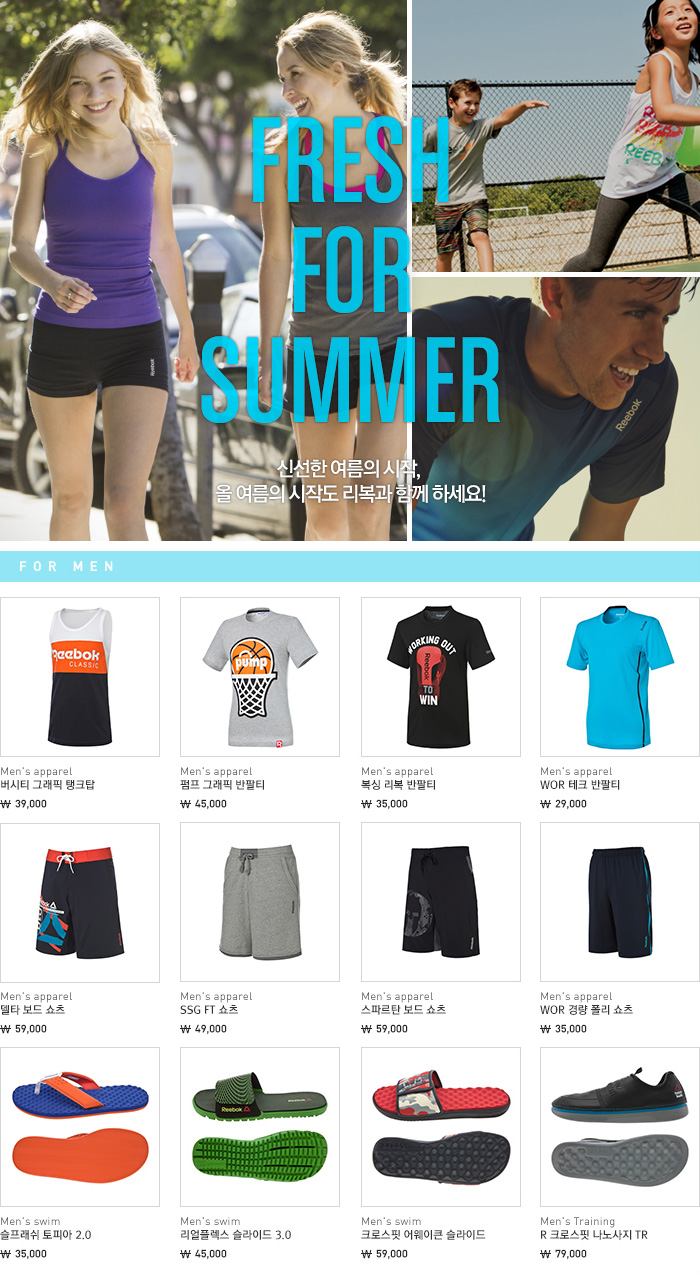 FRESH
FOR
SUMMER
신선한 여름의 시작,
올 여름의 시작도 리복과 함께 하세요!
Reebok
REEB
Reebok
FOR MEN
Reebok
CLASSIC
pump
WORKING OUT
Reebok
TO
WIN
Men's apparel
버시티 그래픽 탱크탑
₩ 39,000
Men's apparel
펌프 그래픽 반팔티
₩ 45,000
Men's apparel
복싱 리복 반팔티
₩ 35,000
Men's apparel
WOR 테크 반팔티
₩ 29,000
Reebok
Men's apparel
델타 보드 쇼츠
₩ 59,000
Men's apparel
SSG FT 쇼츠
₩ 49,000
Men's apparel
스파르탄 보드 쇼츠
₩ 59,000
Men's apparel
WOR 경량 폴리 쇼츠
₩ 35,000
Reebok
Men's swim
슬프래쉬 토피아 2.0
₩ 35,000
Men's swim
리얼플렉스 슬라이드 3.0
₩ 45,000
Men's swim
크로스핏 어웨이큰 슬라이드
₩ 59,000
Men's Training
R 크로스핏 나노사지 TR
₩ 79,000